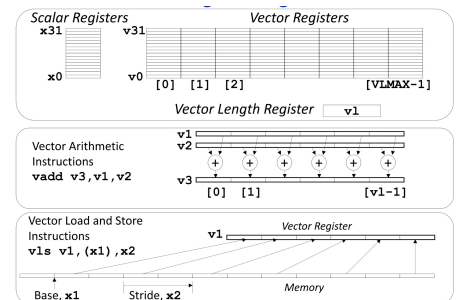 Scalar Registers
Vector Registers
x31
v31
x0
v0
[0] [1] [2] [VLMAX-1]
Vector Length Register vl
Vector Arithmetic
Instructions
vadd v3,v1,v2
v1
v2
+ + + + + +
v3
[0] [1] [vl-1]
Vector Load and Store
Instructions
vls v1,(x1),x2
v1
Vector Register
Memory
Base, x1
Stride, x2